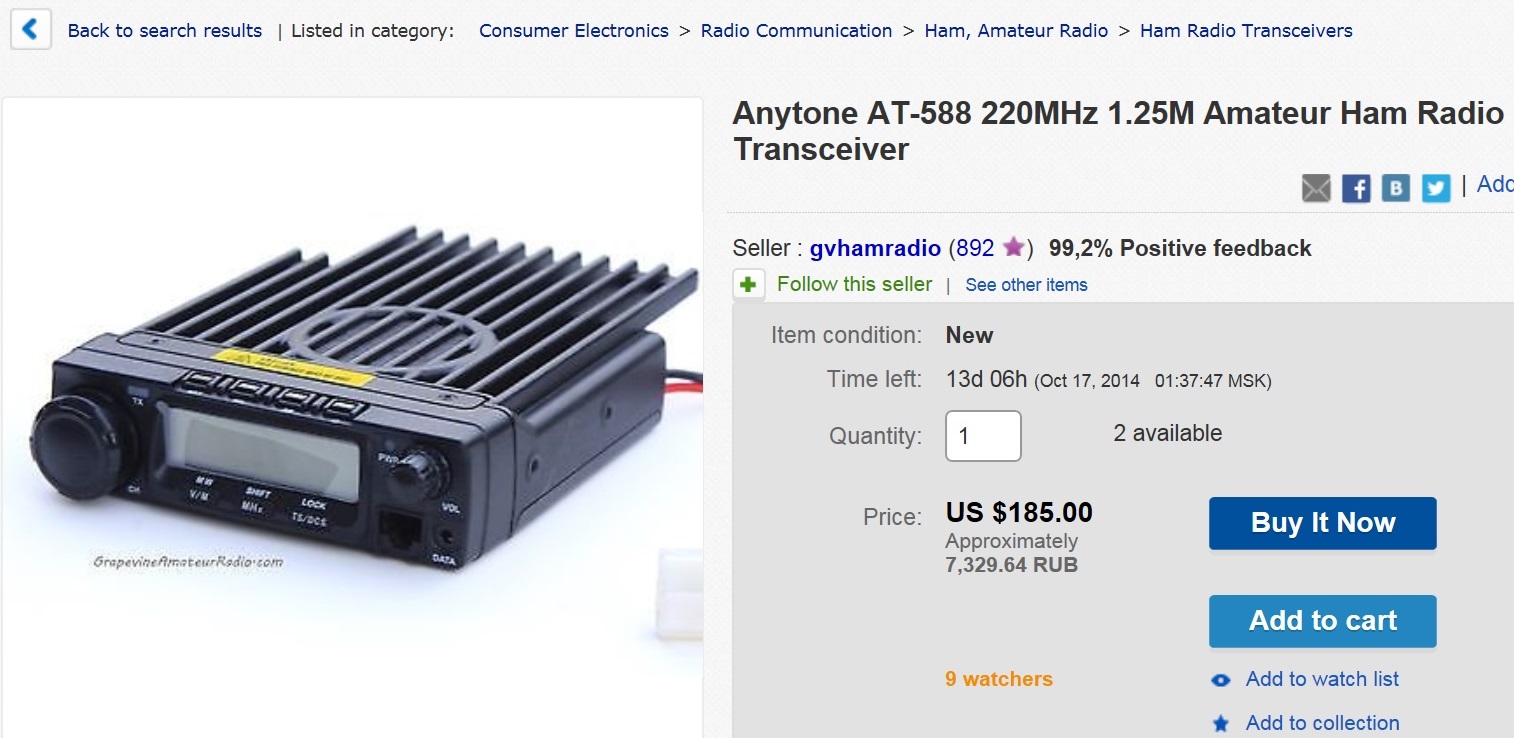 Back to search results | Listed in category: Consumer Electronics > Radio Communication > Ham, Amateur Radio > Ham Radio Transceivers
Anytone AT-588 220MHz 1.25M Amateur Ham Radio
Transceiver
B
| Add
Seller : gvhamradio (892 ) 99,2% Positive feedback
Follow this seller | See other items
Item condition: New
Time left: 13d 06h (Oct 17, 2014 01:37:47 MSK)
Quantity: 1 2 available
Price: US $185.00 Buy It Now
Approximately
7,329.64 RUB
Add to cart
9 watchers Add to watch list
Add to collection
TX
PWR
MW SHIFT LOCK
V/M MHz TS/DCS
CH
VOL
DATA
GrapevineAmateurRadio.com